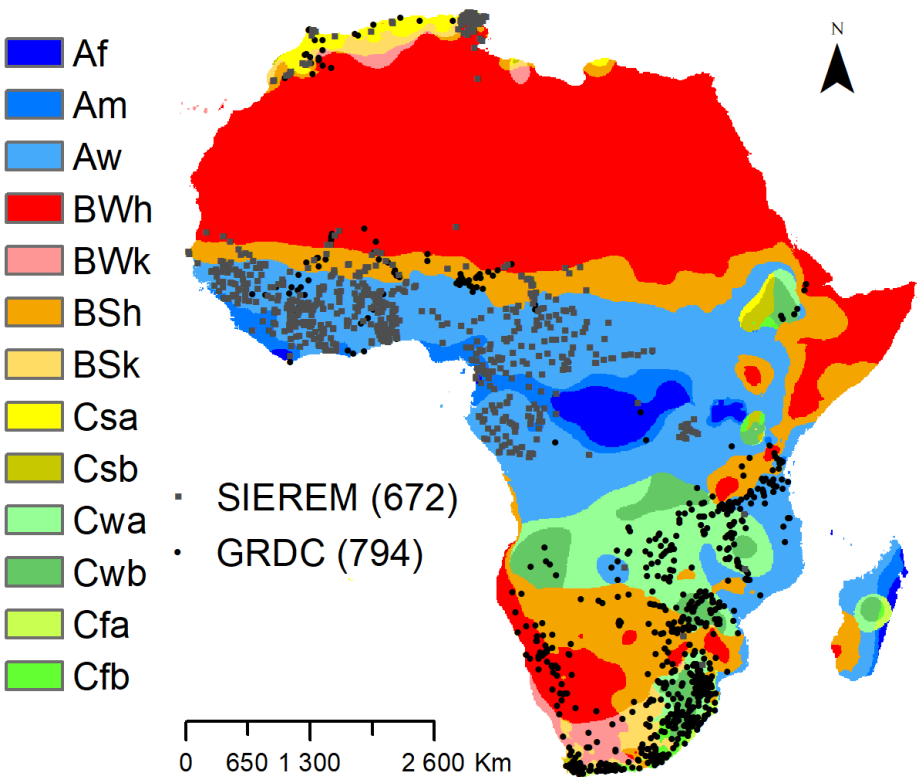 N
Af
Am
Aw
BWh
BWk
BSh
BSk
Csa
Csb
Cwa
Cwb
Cfa
Cfb
SIEREM (672)
GRDC (794)
0 650 1 300 2 600 Km